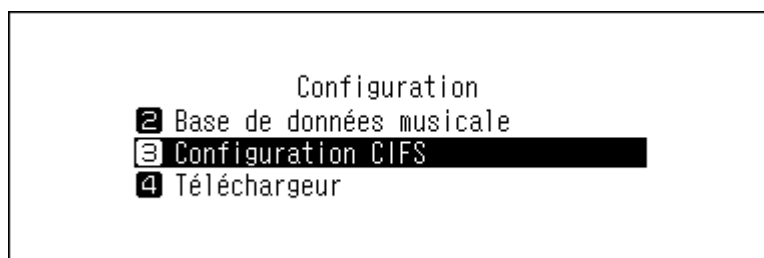 Configuration
2 Base de données musicale
3 Configuration CIFS
4 Téléchargeur